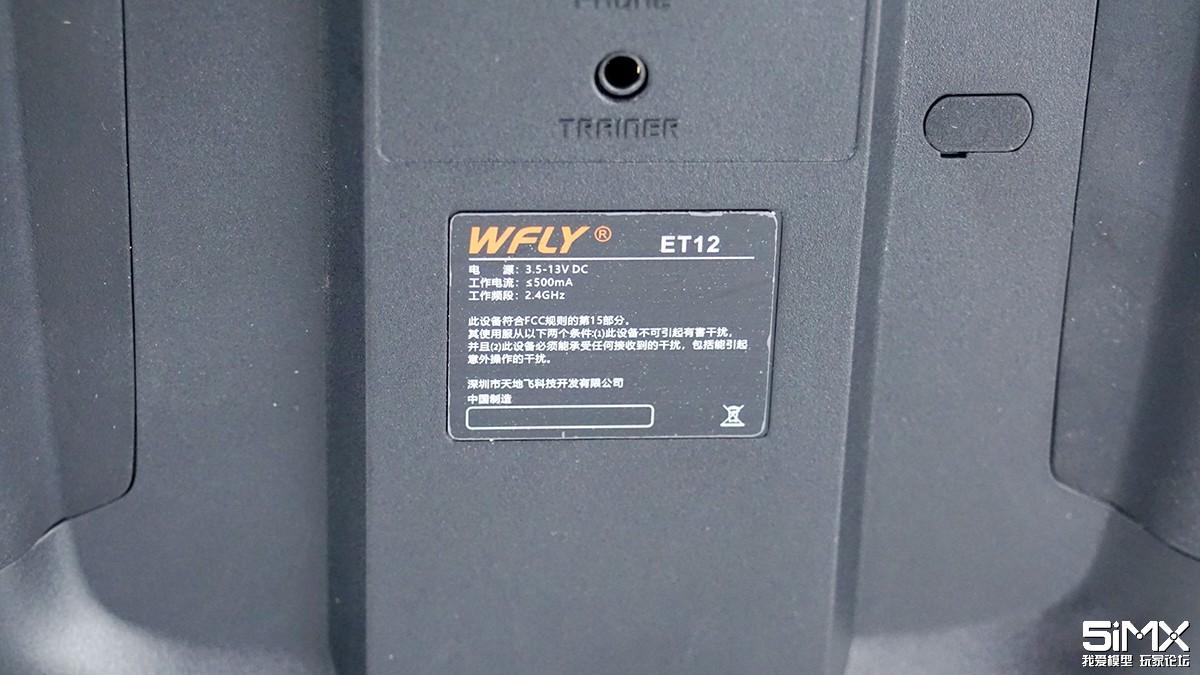 PHONE
TRAINER
WFLY® ET12
电 源：3.5-13V DC
工作电流：≤500mA
工作频段：2.4GHz
此设备符合FCC规则的第15部分。
其使用服从以下两个条件:(1)此设备不可引起有害干扰，
并且(2)此设备必须能承受任何接收到的干扰，包括能引起
意外操作的干扰。
深圳市天地飞科技开发有限公司
中国制造
5iMX
我爱模型 玩家论坛